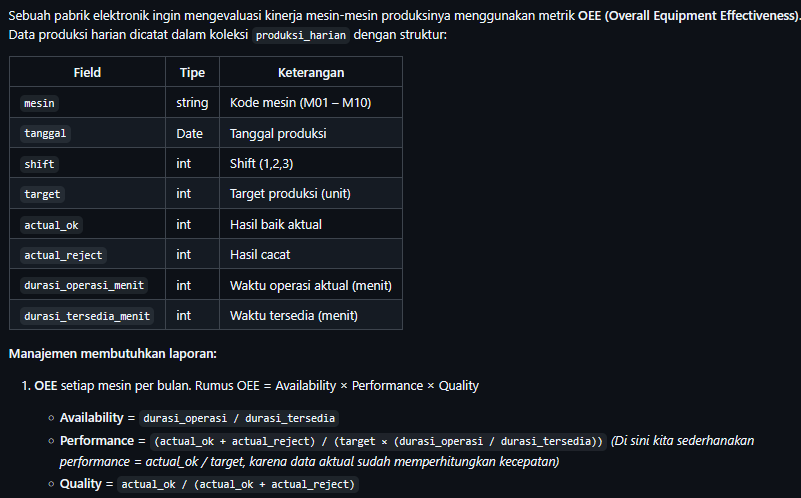 Sebuah pabrik elektronik ingin mengevaluasi kinerja mesin-mesin produksinya menggunakan metrik OEE (Overall Equipment Effectiveness).
Data produksi harian dicatat dalam koleksi produksi_harian dengan struktur:
Field Tipe Keterangan
mesin string Kode mesin (M01 – M10)
tanggal Date Tanggal produksi
shift int Shift (1,2,3)
target int Target produksi (unit)
actual_ok int Hasil baik aktual
actual_reject int Hasil cacat
durasi_operasi_menit int Waktu operasi aktual (menit)
durasi_tersedia_menit int Waktu tersedia (menit)
Manajemen membutuhkan laporan:
1. OEE setiap mesin per bulan. Rumus OEE = Availability × Performance × Quality
○ Availability = durasi_operasi / durasi_tersedia
○ Performance = (actual_ok + actual_reject) / (target × (durasi_operasi / durasi_tersedia)) (Di sini kita sederhanakan
performance = actual_ok / target, karena data aktual sudah memperhitungkan kecepatan)
○ Quality = actual_ok / (actual_ok + actual_reject)